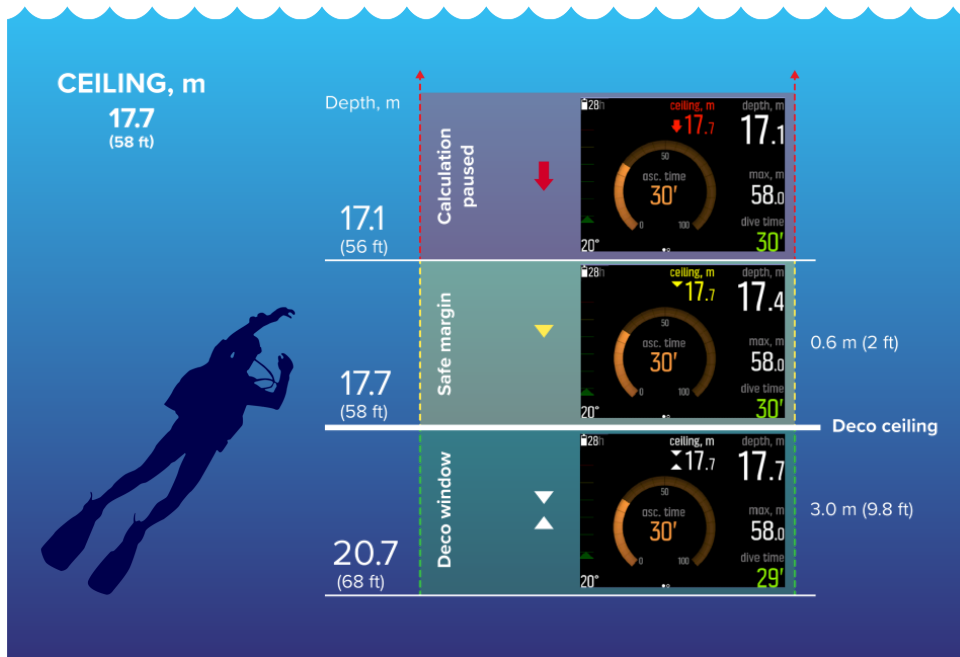 CEILING, m
17.7
(58 ft)
Depth, m
17.1
(56 ft)
Calculation
paused
28h
ceiling, m
17.7
depth, m
17.1
50
asc. time
30'
0
100
max, m
58.0
dive time
30'
20°
17.7
(58 ft)
Safe margin
28h
ceiling, m
17.7
depth, m
17.4
50
asc. time
30'
0
100
max, m
58.0
dive time
30'
20°
0.6 m (2 ft)
Deco ceiling
20.7
(68 ft)
Deco window
28h
ceiling, m
17.7
depth, m
17.7
50
asc. time
30'
0
100
max, m
58.0
dive time
29'
20°
3.0 m (9.8 ft)